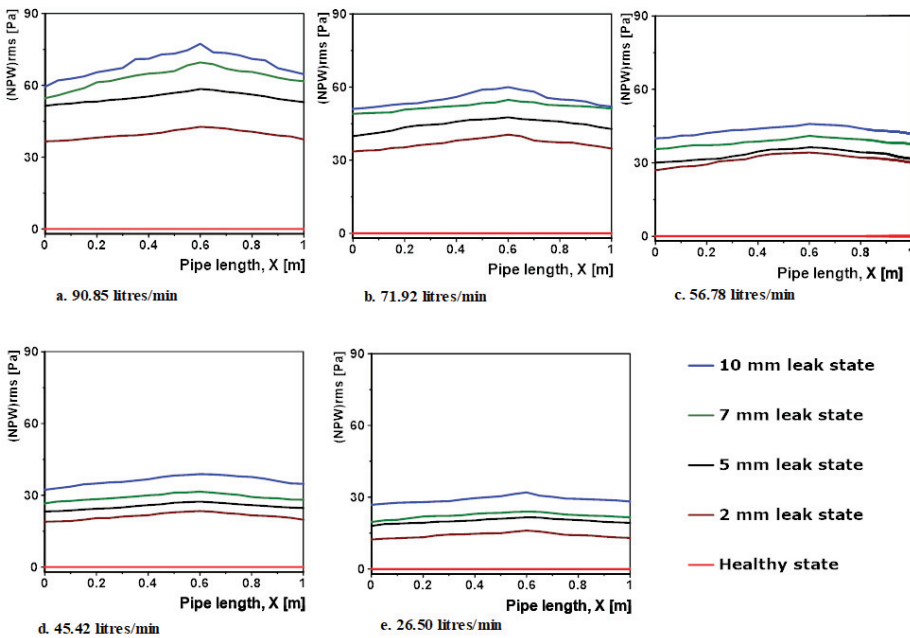 (NPW)rms [Pa]
90
60
30
0
0 0.2 0.4 0.6 0.8 1
Pipe length, X [m]
a. 90.85 litres/min
(NPW)rms [Pa]
90
60
30
0
0 0.2 0.4 0.6 0.8 1
Pipe length, X [m]
b. 71.92 litres/min
(NPW)rms [Pa]
90
60
30
0
0 0.2 0.4 0.6 0.8 1
Pipe length, X [m]
c. 56.78 litres/min
(NPW)rms [Pa]
90
60
30
0
0 0.2 0.4 0.6 0.8 1
Pipe length, X [m]
d. 45.42 litres/min
(NPW)rms [Pa]
90
60
30
0
0 0.2 0.4 0.6 0.8 1
Pipe length, X [m]
e. 26.50 litres/min
10 mm leak state
7 mm leak state
5 mm leak state
2 mm leak state
Healthy state